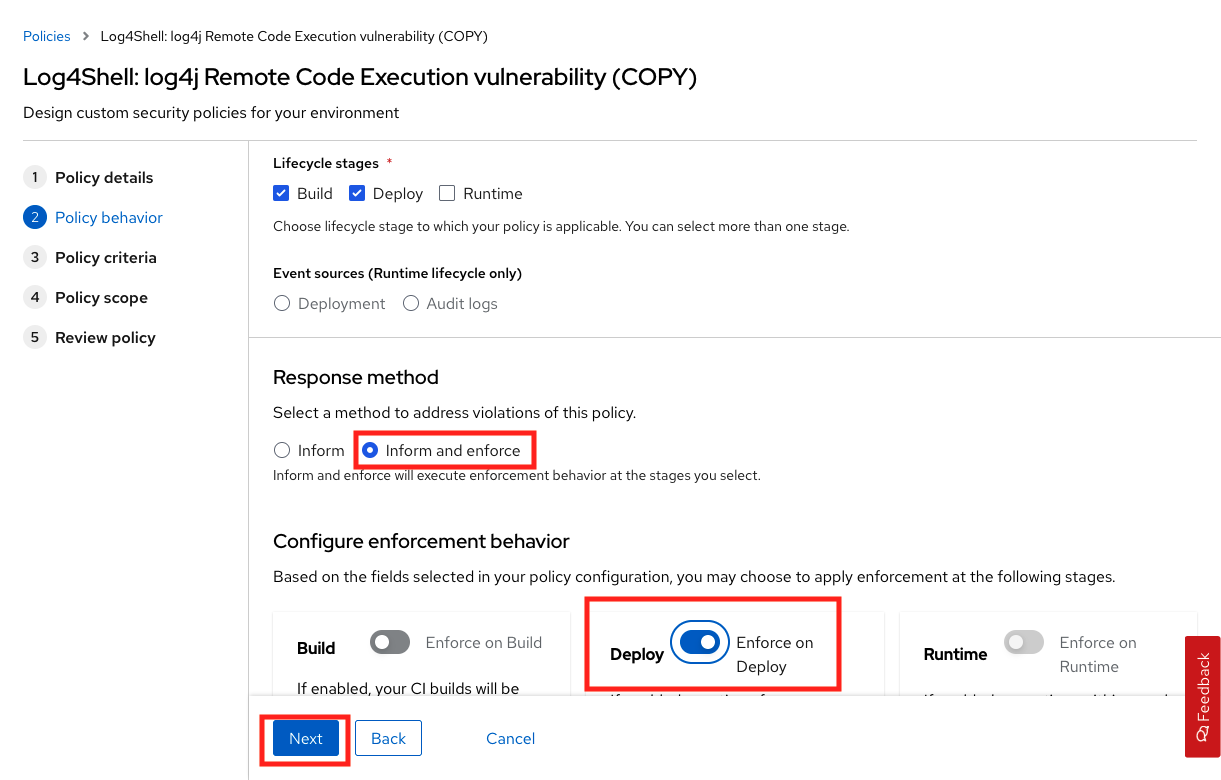 Policies > Log4Shell: log4j Remote Code Execution vulnerability (COPY)
Log4Shell: log4j Remote Code Execution vulnerability (COPY)
Design custom security policies for your environment
1 Policy details
2 Policy behavior
3 Policy criteria
4 Policy scope
5 Review policy
Lifecycle stages *
Build Deploy Runtime
Choose lifecycle stage to which your policy is applicable. You can select more than one stage.
Event sources (Runtime lifecycle only)
Deployment Audit logs
Response method
Select a method to address violations of this policy.
Inform Inform and enforce
Inform and enforce will execute enforcement behavior at the stages you select.
Configure enforcement behavior
Based on the fields selected in your policy configuration, you may choose to apply enforcement at the following stages.
Build Enforce on Build
If enabled, your CI builds will be
Deploy Enforce on
Deploy
Runtime Enforce on
Runtime
Next Back Cancel
Feedback